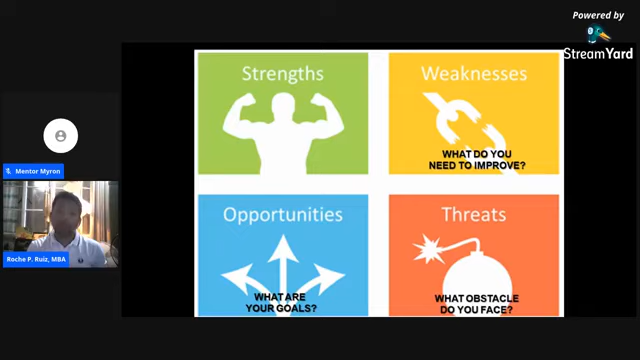 Powered by
StreamYard
Strengths
Weaknesses
WHAT DO YOU
NEED TO IMPROVE?
Mentor Myron
Roche P. Ruiz, MBA
Opportunities
Threats
WHAT ARE
YOUR GOALS?
WHAT OBSTACLE
DO YOU FACE?